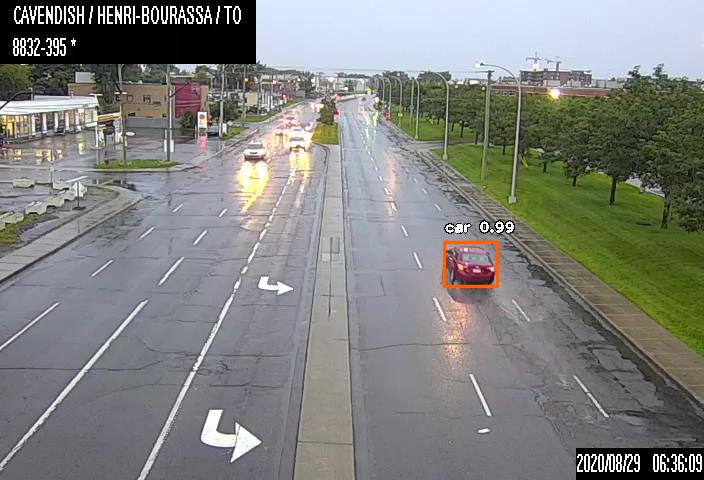 CAVENDISH / HENRI-BOURASSA / TO
8832-395 *
car 0.99
2020/08/29 06:36:09